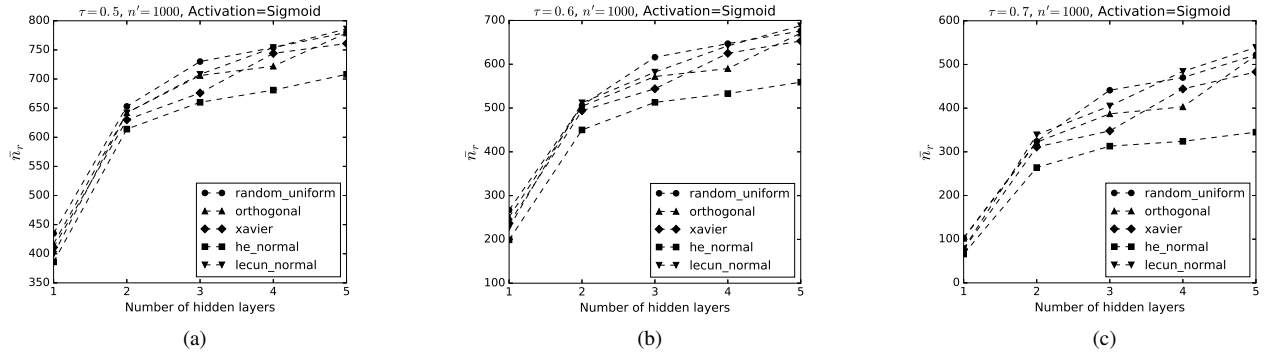 τ=0.5, n′=1000, Activation=Sigmoid
800
750
700
650
600
550
500
450
400
350
n̄_r
random_uniform
orthogonal
xavier
he_normal
lecun_normal
1 2 3 4 5
Number of hidden layers
(a)
τ=0.6, n′=1000, Activation=Sigmoid
700
600
500
400
300
200
100
n̄_r
random_uniform
orthogonal
xavier
he_normal
lecun_normal
1 2 3 4 5
Number of hidden layers
(b)
τ=0.7, n′=1000, Activation=Sigmoid
600
500
400
300
200
100
0
n̄_r
random_uniform
orthogonal
xavier
he_normal
lecun_normal
1 2 3 4 5
Number of hidden layers
(c)